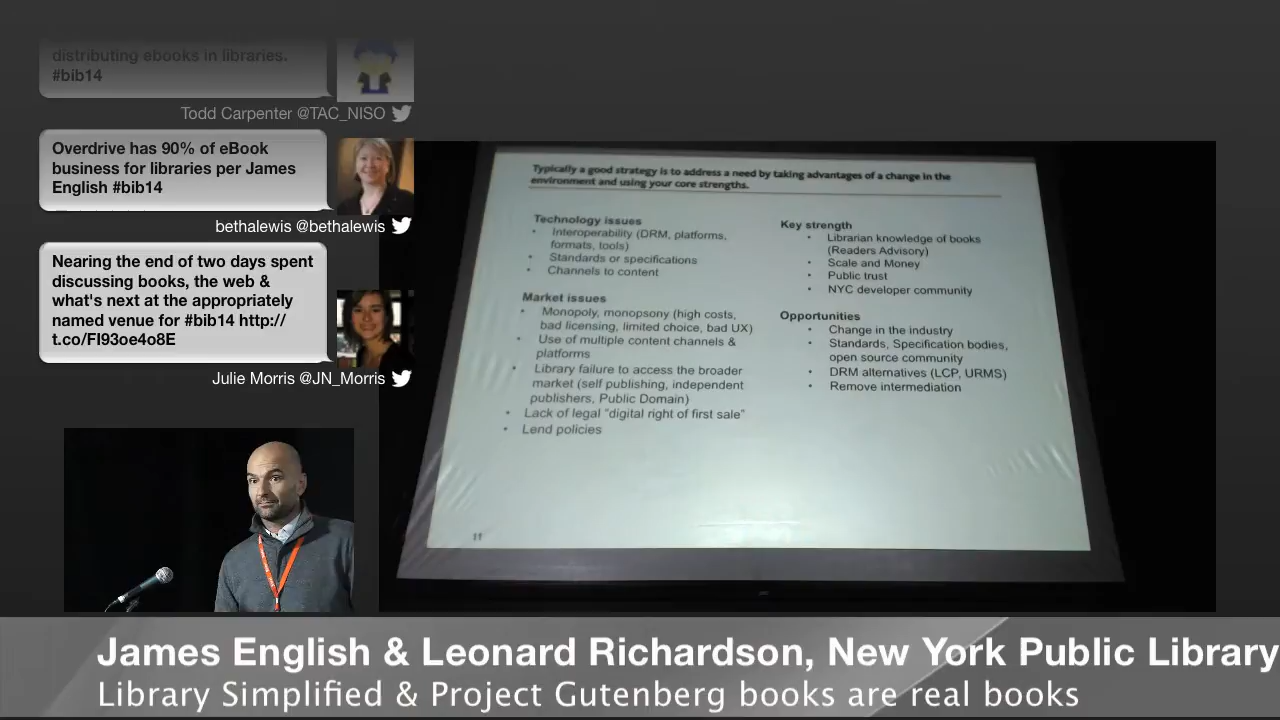 distributing ebooks in libraries.
#bib14
Todd Carpenter @TAC_NISO
Overdrive has 90% of eBook
business for libraries per James
English #bib14
bethalewis @bethalewis
Nearing the end of two days spent
discussing books, the web &
what's next at the appropriately
named venue for #bib14 http://
t.co/FI93oe4o8E
Julie Morris @JN_Morris
Typically a good strategy is to address a need by taking advantages of a change in the
environment and using your core strengths.
Technology issues
• Interoperability (DRM, platforms,
formats, tools)
• Standards or specifications
• Channels to content
Market issues
• Monopoly, monopsony (high costs,
bad licensing, limited choice, bad UX)
• Use of multiple content channels &
platforms
• Library failure to access the broader
market (self publishing, independent
publishers, Public Domain)
• Lack of legal "digital right of first sale"
• Lend policies
Key strength
• Librarian knowledge of books
(Readers Advisory)
• Scale and Money
• Public trust
• NYC developer community
Opportunities
• Change in the industry
• Standards, Specification bodies,
open source community
• DRM alternatives (LCP, URMS)
• Remove intermediation
11
James English & Leonard Richardson, New York Public Library
Library Simplified & Project Gutenberg books are real books